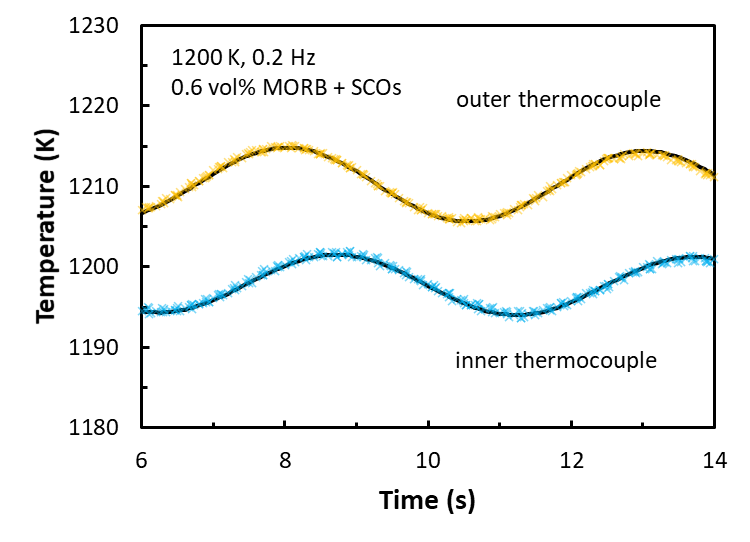 1230
1220
1210
1200
1190
1180
Temperature (K)
1200 K, 0.2 Hz
0.6 vol% MORB + SCOs
outer thermocouple
inner thermocouple
6 8 10 12 14
Time (s)